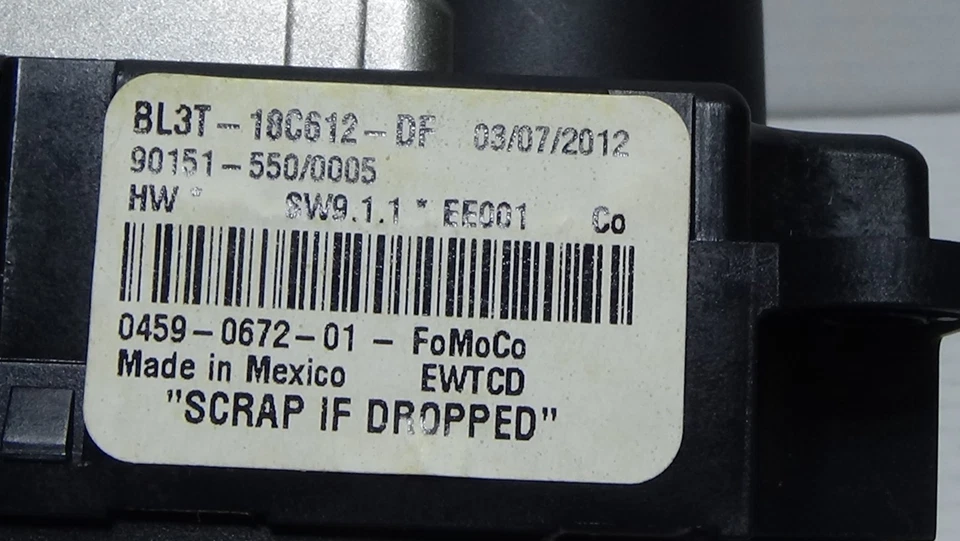 BL3T-18C612-DF 03/07/2012
90151-550/0005
HW * SW9.1.1 * EE001 Co
0459-0672-01 - FoMoCo
Made in Mexico EWTCD
"SCRAP IF DROPPED"